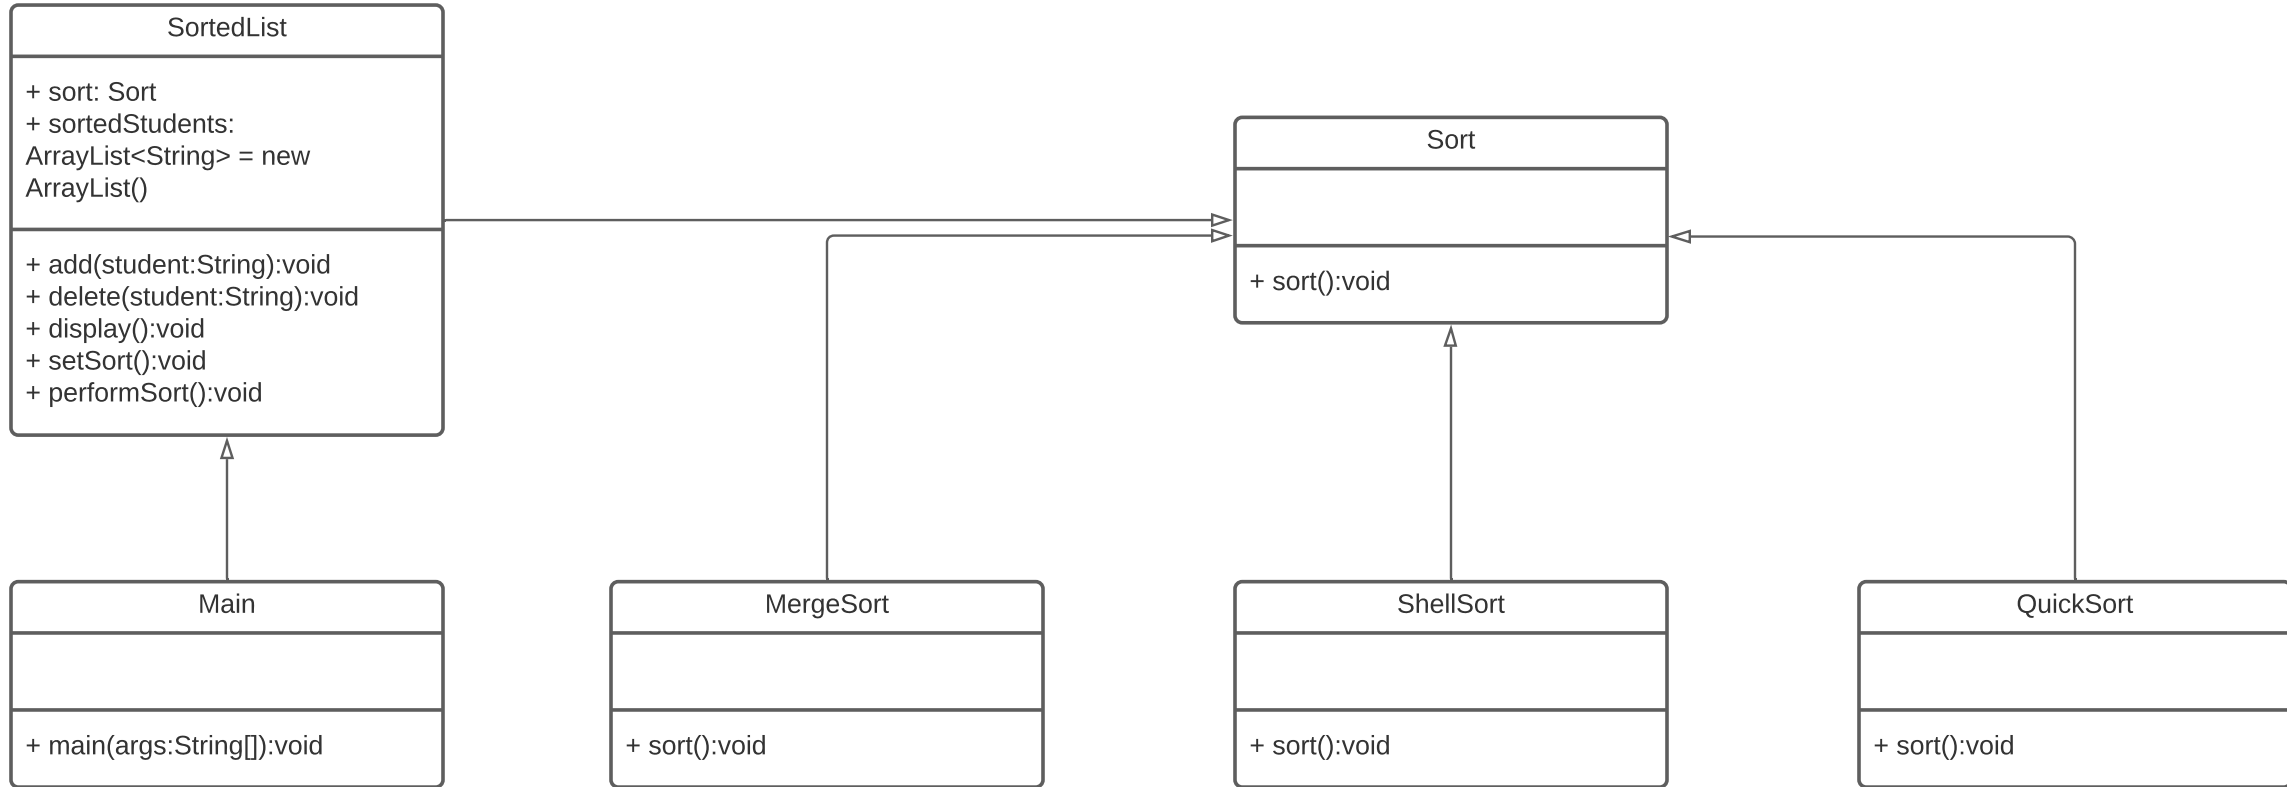 SortedList
+ sort: Sort
+ sortedStudents:
ArrayList<String> = new
ArrayList()
+ add(student:String):void
+ delete(student:String):void
+ display():void
+ setSort():void
+ performSort():void
Sort
+ sort():void
Main
+ main(args:String[]):void
MergeSort
+ sort():void
ShellSort
+ sort():void
QuickSort
+ sort():void